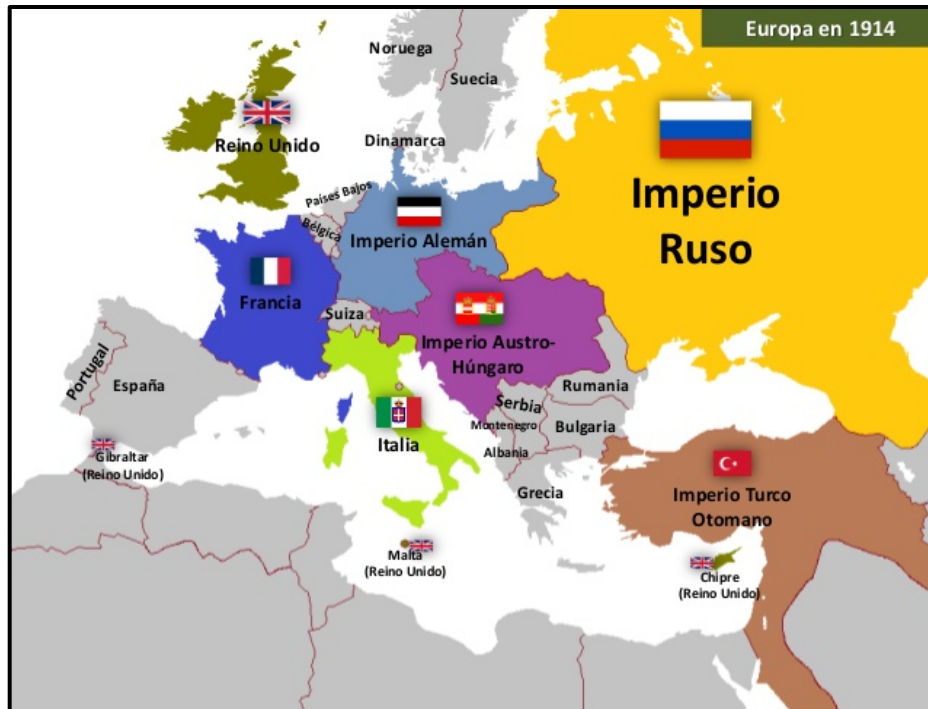 Europa en 1914
Noruega
Suecia
Reino Unido
Dinamarca
Países Bajos
Bélgica
Imperio Alemán
Imperio
Ruso
Francia
Suiza
Imperio Austro-
Húngaro
Portugal
España
Rumania
Serbia
Montenegro
Bulgaria
Albania
Italia
Grecia
Gibraltar
(Reino Unido)
Imperio Turco
Otomano
Malta
(Reino Unido)
Chipre
(Reino Unido)